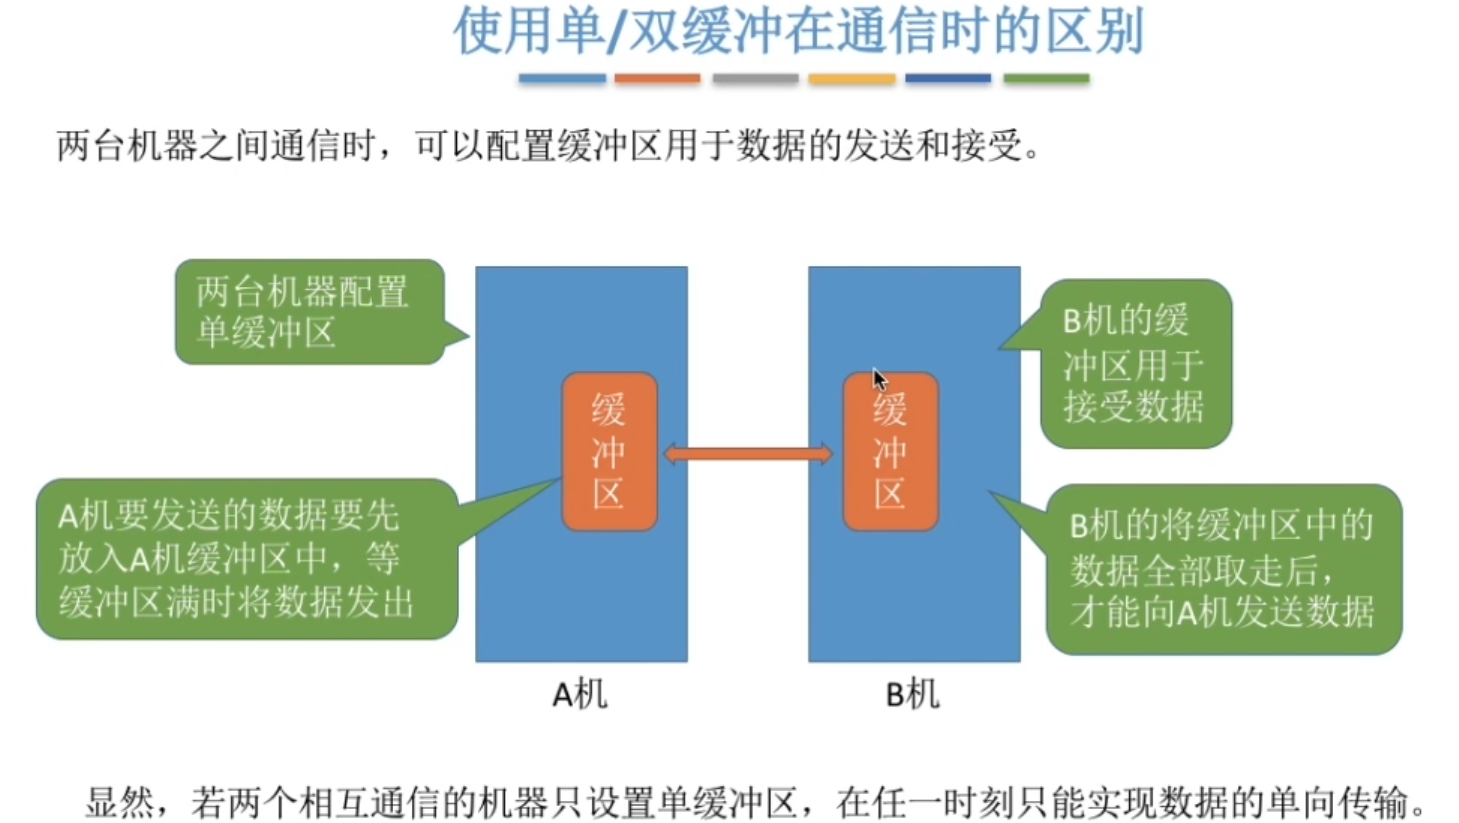 使用单/双缓冲在通信时的区别
两台机器之间通信时，可以配置缓冲区用于数据的发送和接受。
两台机器配置
单缓冲区
B机的缓
冲区用于
接受数据
缓
冲
区
缓
冲
区
A机要发送的数据要先
放入A机缓冲区中，等
缓冲区满时将数据发出
B机的将缓冲区中的
数据全部取走后，
才能向A机发送数据
A机
B机
显然，若两个相互通信的机器只设置单缓冲区，在任一时刻只能实现数据的单向传输。